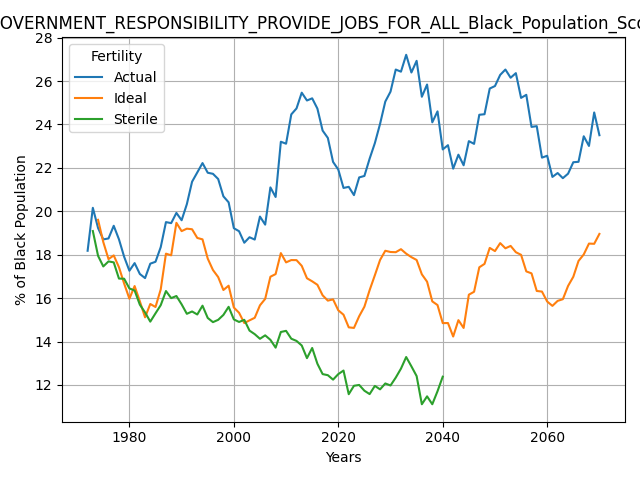 OVERNMENT_RESPONSIBILITY_PROVIDE_JOBS_FOR_ALL_Black_Population_Sco
Fertility
Actual
Ideal
Sterile
% of Black Population
28
26
24
22
20
18
16
14
12
1980 2000 2020 2040 2060
Years